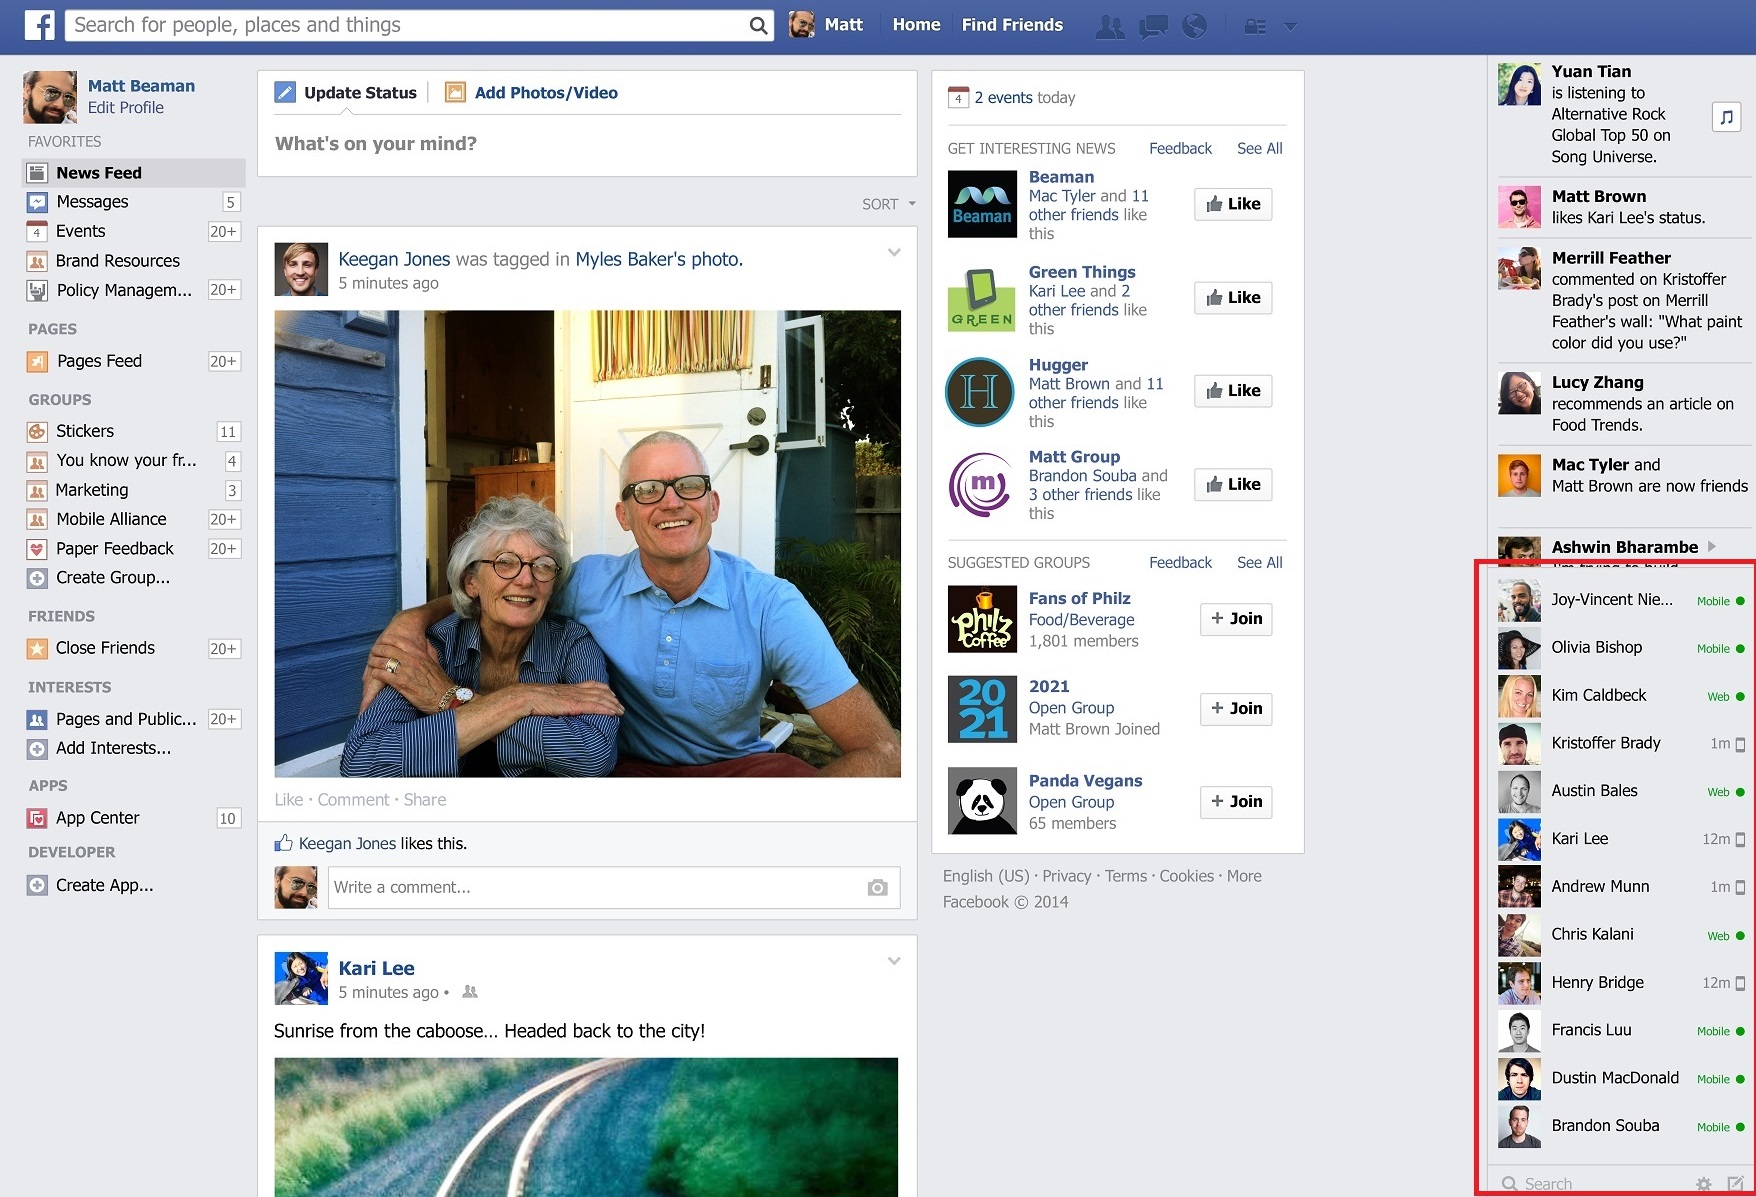 Search for people, places and things
Matt
Home
Find Friends
Matt Beaman
Edit Profile
FAVORITES
News Feed
Messages
5
4
Events
20+
Brand Resources
Policy Managem...
20+
PAGES
Pages Feed
20+
GROUPS
Stickers
11
You know your fr...
4
Marketing
3
Mobile Alliance
20+
Paper Feedback
20+
Create Group...
FRIENDS
Close Friends
20+
INTERESTS
Pages and Public...
20+
Add Interests...
APPS
App Center
10
DEVELOPER
Create App...
Update Status
Add Photos/Video
What's on your mind?
SORT
Keegan Jones was tagged in Myles Baker's photo.
5 minutes ago
Like · Comment · Share
Keegan Jones likes this.
Write a comment...
Kari Lee
5 minutes ago •
Sunrise from the caboose... Headed back to the city!
4
2 events today
GET INTERESTING NEWS
Feedback
See All
Beaman
Beaman
Mac Tyler and 11
other friends like
this
Like
GREEN
Green Things
Kari Lee and 2
other friends like
this
Like
H
Hugger
Matt Brown and 11
other friends like
this
Like
m
Matt Group
Brandon Souba and
3 other friends like
this
Like
SUGGESTED GROUPS
Feedback
See All
philz
Coffee
Fans of Philz
Food/Beverage
1,801 members
+ Join
20
21
2021
Open Group
Matt Brown Joined
+ Join
Panda Vegans
Open Group
65 members
+ Join
English (US) · Privacy · Terms · Cookies · More
Facebook © 2014
Yuan Tian
is listening to
Alternative Rock
Global Top 50 on
Song Universe.
Matt Brown
likes Kari Lee's status.
Merrill Feather
commented on Kristoffer
Brady's post on Merrill
Feather's wall: "What paint
color did you use?"
Lucy Zhang
recommends an article on
Food Trends.
Mac Tyler and
Matt Brown are now friends
Ashwin Bharambe
I'm trying to build
Joy-Vincent Nie...
Mobile
Olivia Bishop
Mobile
Kim Caldbeck
Web
Kristoffer Brady
1m
Austin Bales
Web
Kari Lee
12m
Andrew Munn
1m
Chris Kalani
Web
Henry Bridge
12m
Francis Luu
Mobile
Dustin MacDonald
Mobile
Brandon Souba
Mobile
Search